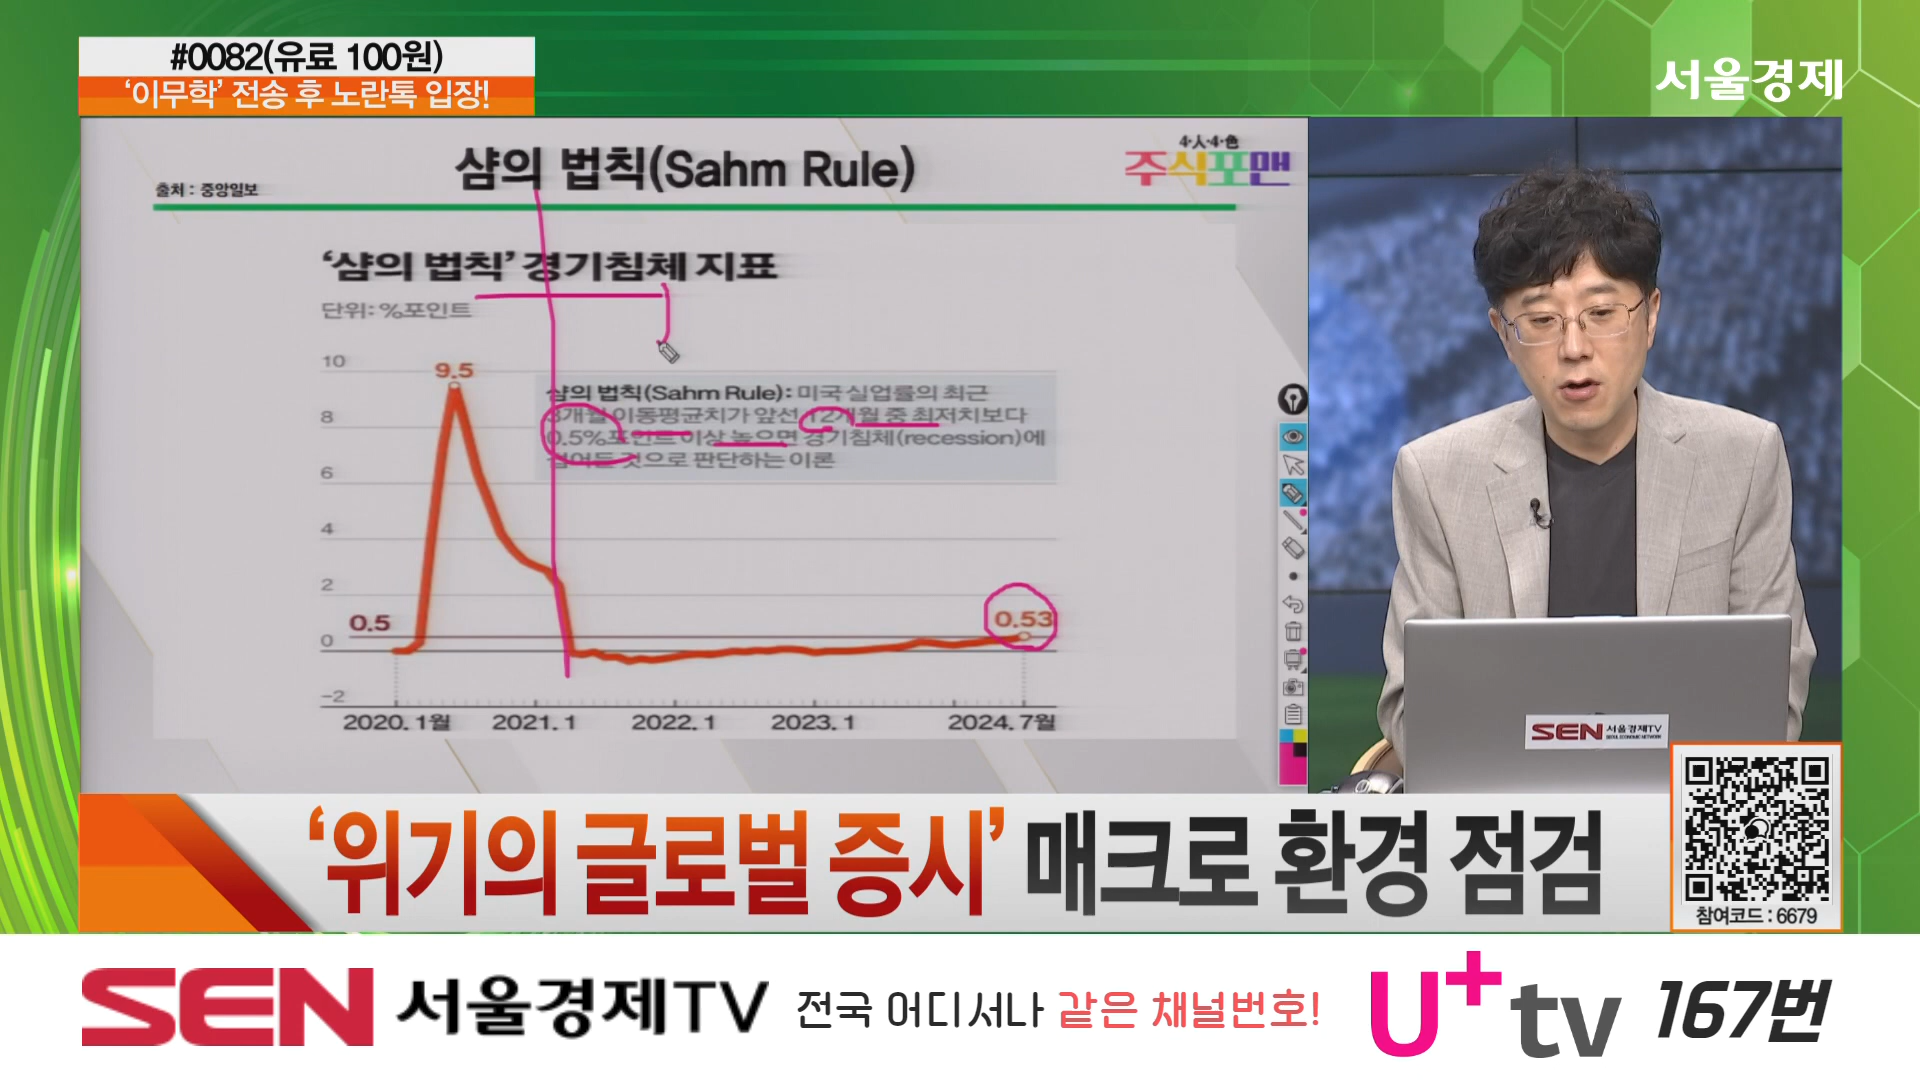 #0082(유료 100원)
‘이무학’ 전송 후 노란톡 입장!
서울경제
출처 : 중앙일보
샴의 법칙(Sahm Rule)
4·人·4·色
주식포맨
‘샴의 법칙’ 경기침체 지표
단위: %포인트
10
8
6
4
2
0
-2
9.5
0.5
0.53
샴의 법칙(Sahm Rule): 미국 실업률의 최근
3개월 이동평균치가 앞선 12개월 중 최저치보다
0.5%포인트 이상 높으면 경기침체(recession)에
것으로 판단하는 이론
2020. 1월
2021. 1
2022. 1
2023. 1
2024. 7월
SEN 서울경제TV
SEOUL ECONOMIC NETWORK
‘위기의 글로벌 증시’ 매크로 환경 점검
참여코드 : 6679
SEN 서울경제TV
전국 어디서나 같은 채널번호!
U+tv 167번